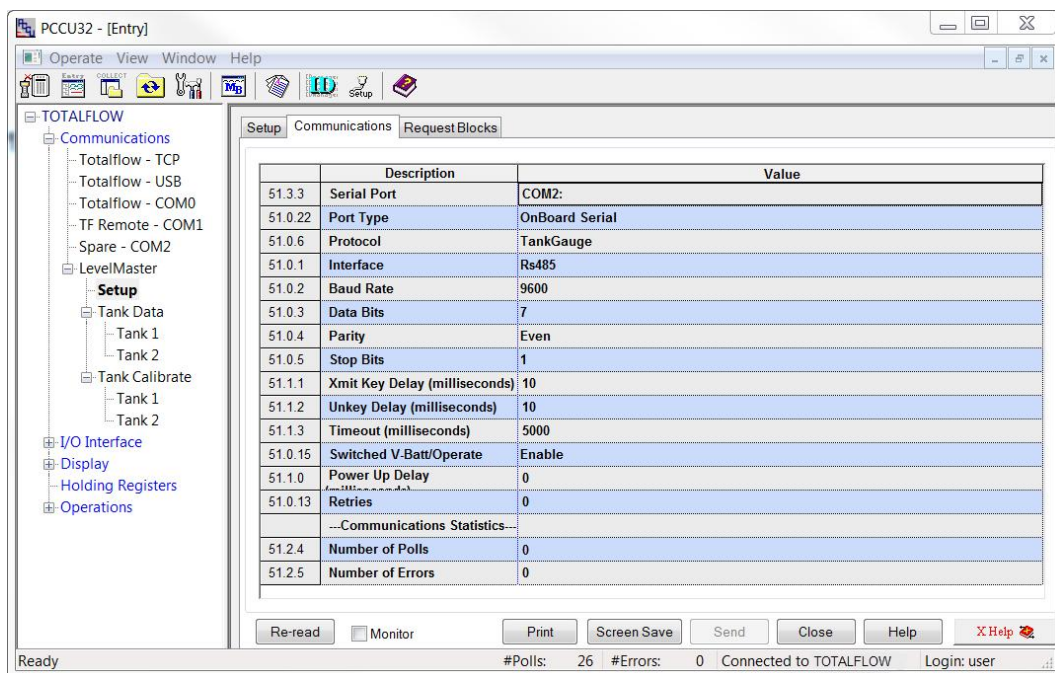 PCCU32 - [Entry]
Operate View Window Help
Entry COLLECT MB ID Setup
TOTALFLOW
Communications
Totalflow - TCP
Totalflow - USB
Totalflow - COM0
TF Remote - COM1
Spare - COM2
LevelMaster
Setup
Tank Data
Tank 1
Tank 2
Tank Calibrate
Tank 1
Tank 2
I/O Interface
Display
Holding Registers
Operations
Setup Communications Request Blocks
Description Value
51.3.3 Serial Port COM2:
51.0.22 Port Type OnBoard Serial
51.0.6 Protocol TankGauge
51.0.1 Interface Rs485
51.0.2 Baud Rate 9600
51.0.3 Data Bits 7
51.0.4 Parity Even
51.0.5 Stop Bits 1
51.1.1 Xmit Key Delay (milliseconds) 10
51.1.2 Unkey Delay (milliseconds) 10
51.1.3 Timeout (milliseconds) 5000
51.0.15 Switched V-Batt/Operate Enable
51.1.0 Power Up Delay 0
51.0.13 Retries 0
---Communications Statistics---
51.2.4 Number of Polls 0
51.2.5 Number of Errors 0
Re-read Monitor Print Screen Save Send Close Help X Help
Ready #Polls: 26 #Errors: 0 Connected to TOTALFLOW Login: user